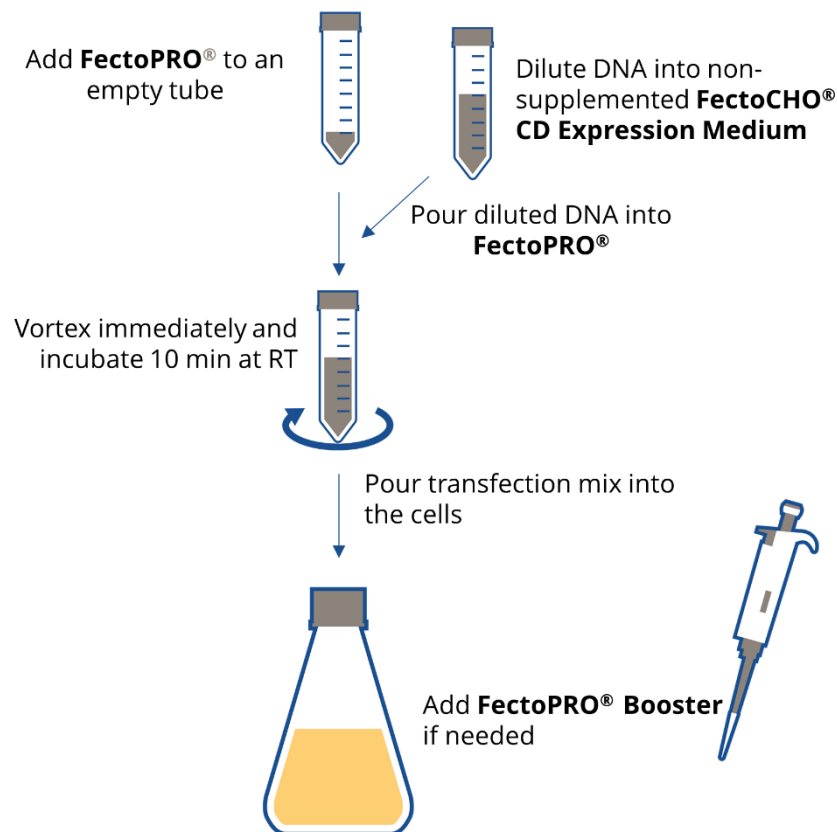 Add FectoPRO® to an
empty tube
Dilute DNA into non-
supplemented FectoCHO®
CD Expression Medium
Pour diluted DNA into
FectoPRO®
Vortex immediately and
incubate 10 min at RT
Pour transfection mix into
the cells
Add FectoPRO® Booster
if needed